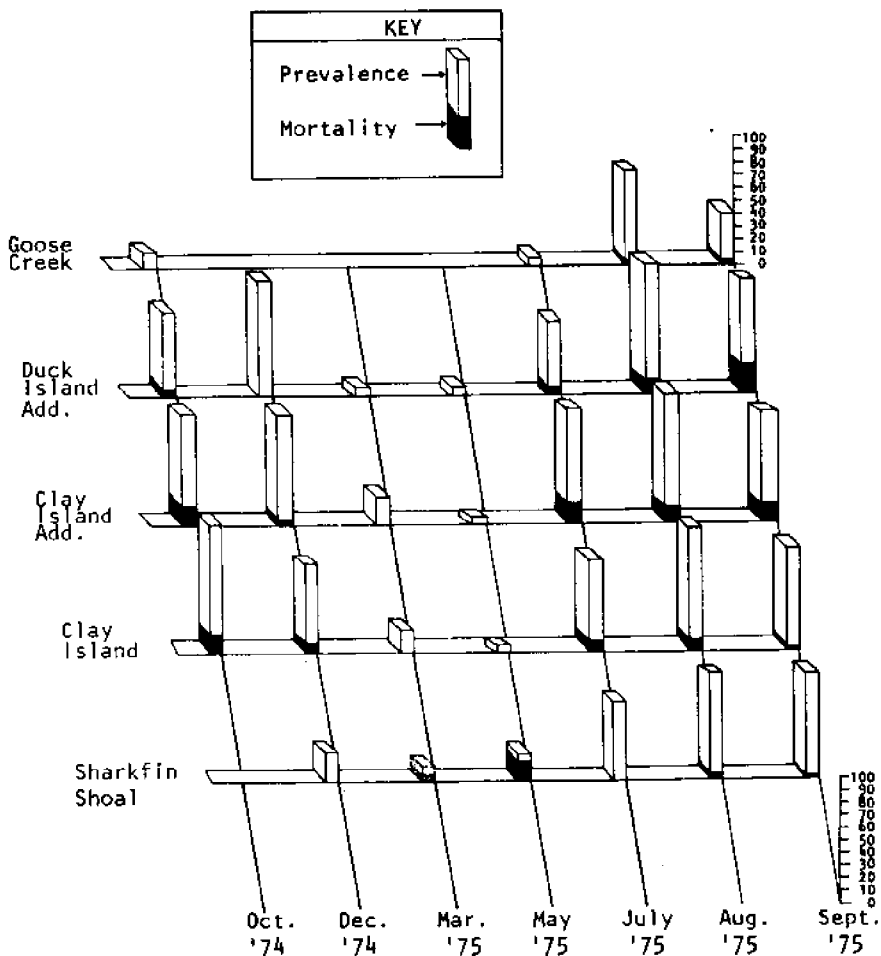 KEY
Prevalence
Mortality
100
90
80
70
60
50
40
30
20
10
0
Goose
Creek
Duck
Island
Add.
Clay
Island
Add.
Clay
Island
Sharkfin
Shoal
100
90
80
70
60
50
40
30
20
10
0
Oct. Dec. Mar. May July Aug. Sept.
'74 '74 '75 '75 '75 '75 '75